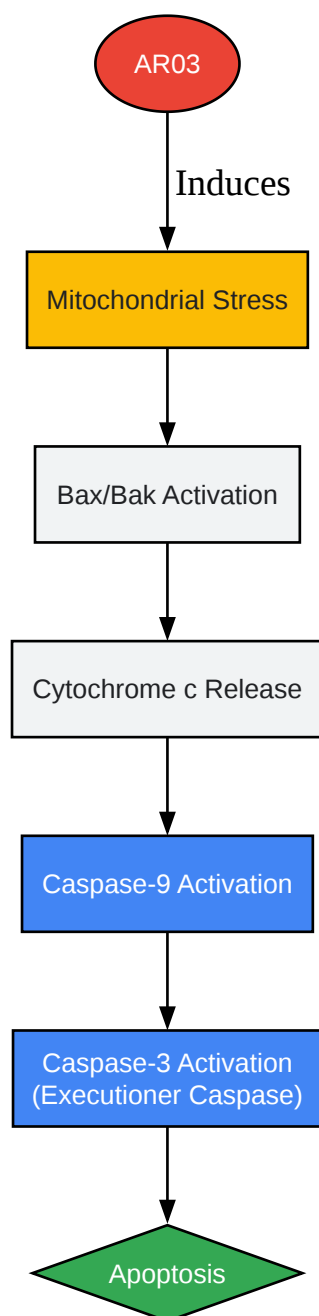 AR03
Induces
Mitochondrial Stress
Bax/Bak Activation
Cytochrome c Release
Caspase-9 Activation
Caspase-3 Activation
(Executioner Caspase)
Apoptosis